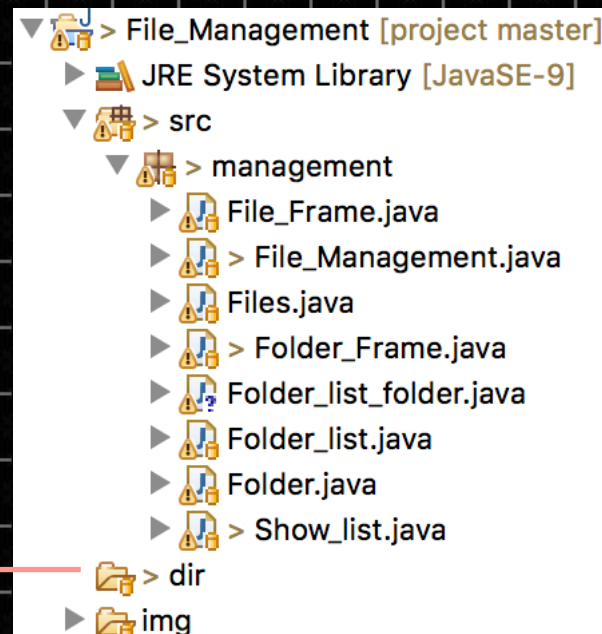 > File_Management [project master]
JRE System Library [JavaSE-9]
> src
> management
File_Frame.java
> File_Management.java
Files.java
> Folder_Frame.java
Folder_list_folder.java
Folder_list.java
Folder.java
> Show_list.java
> dir
img